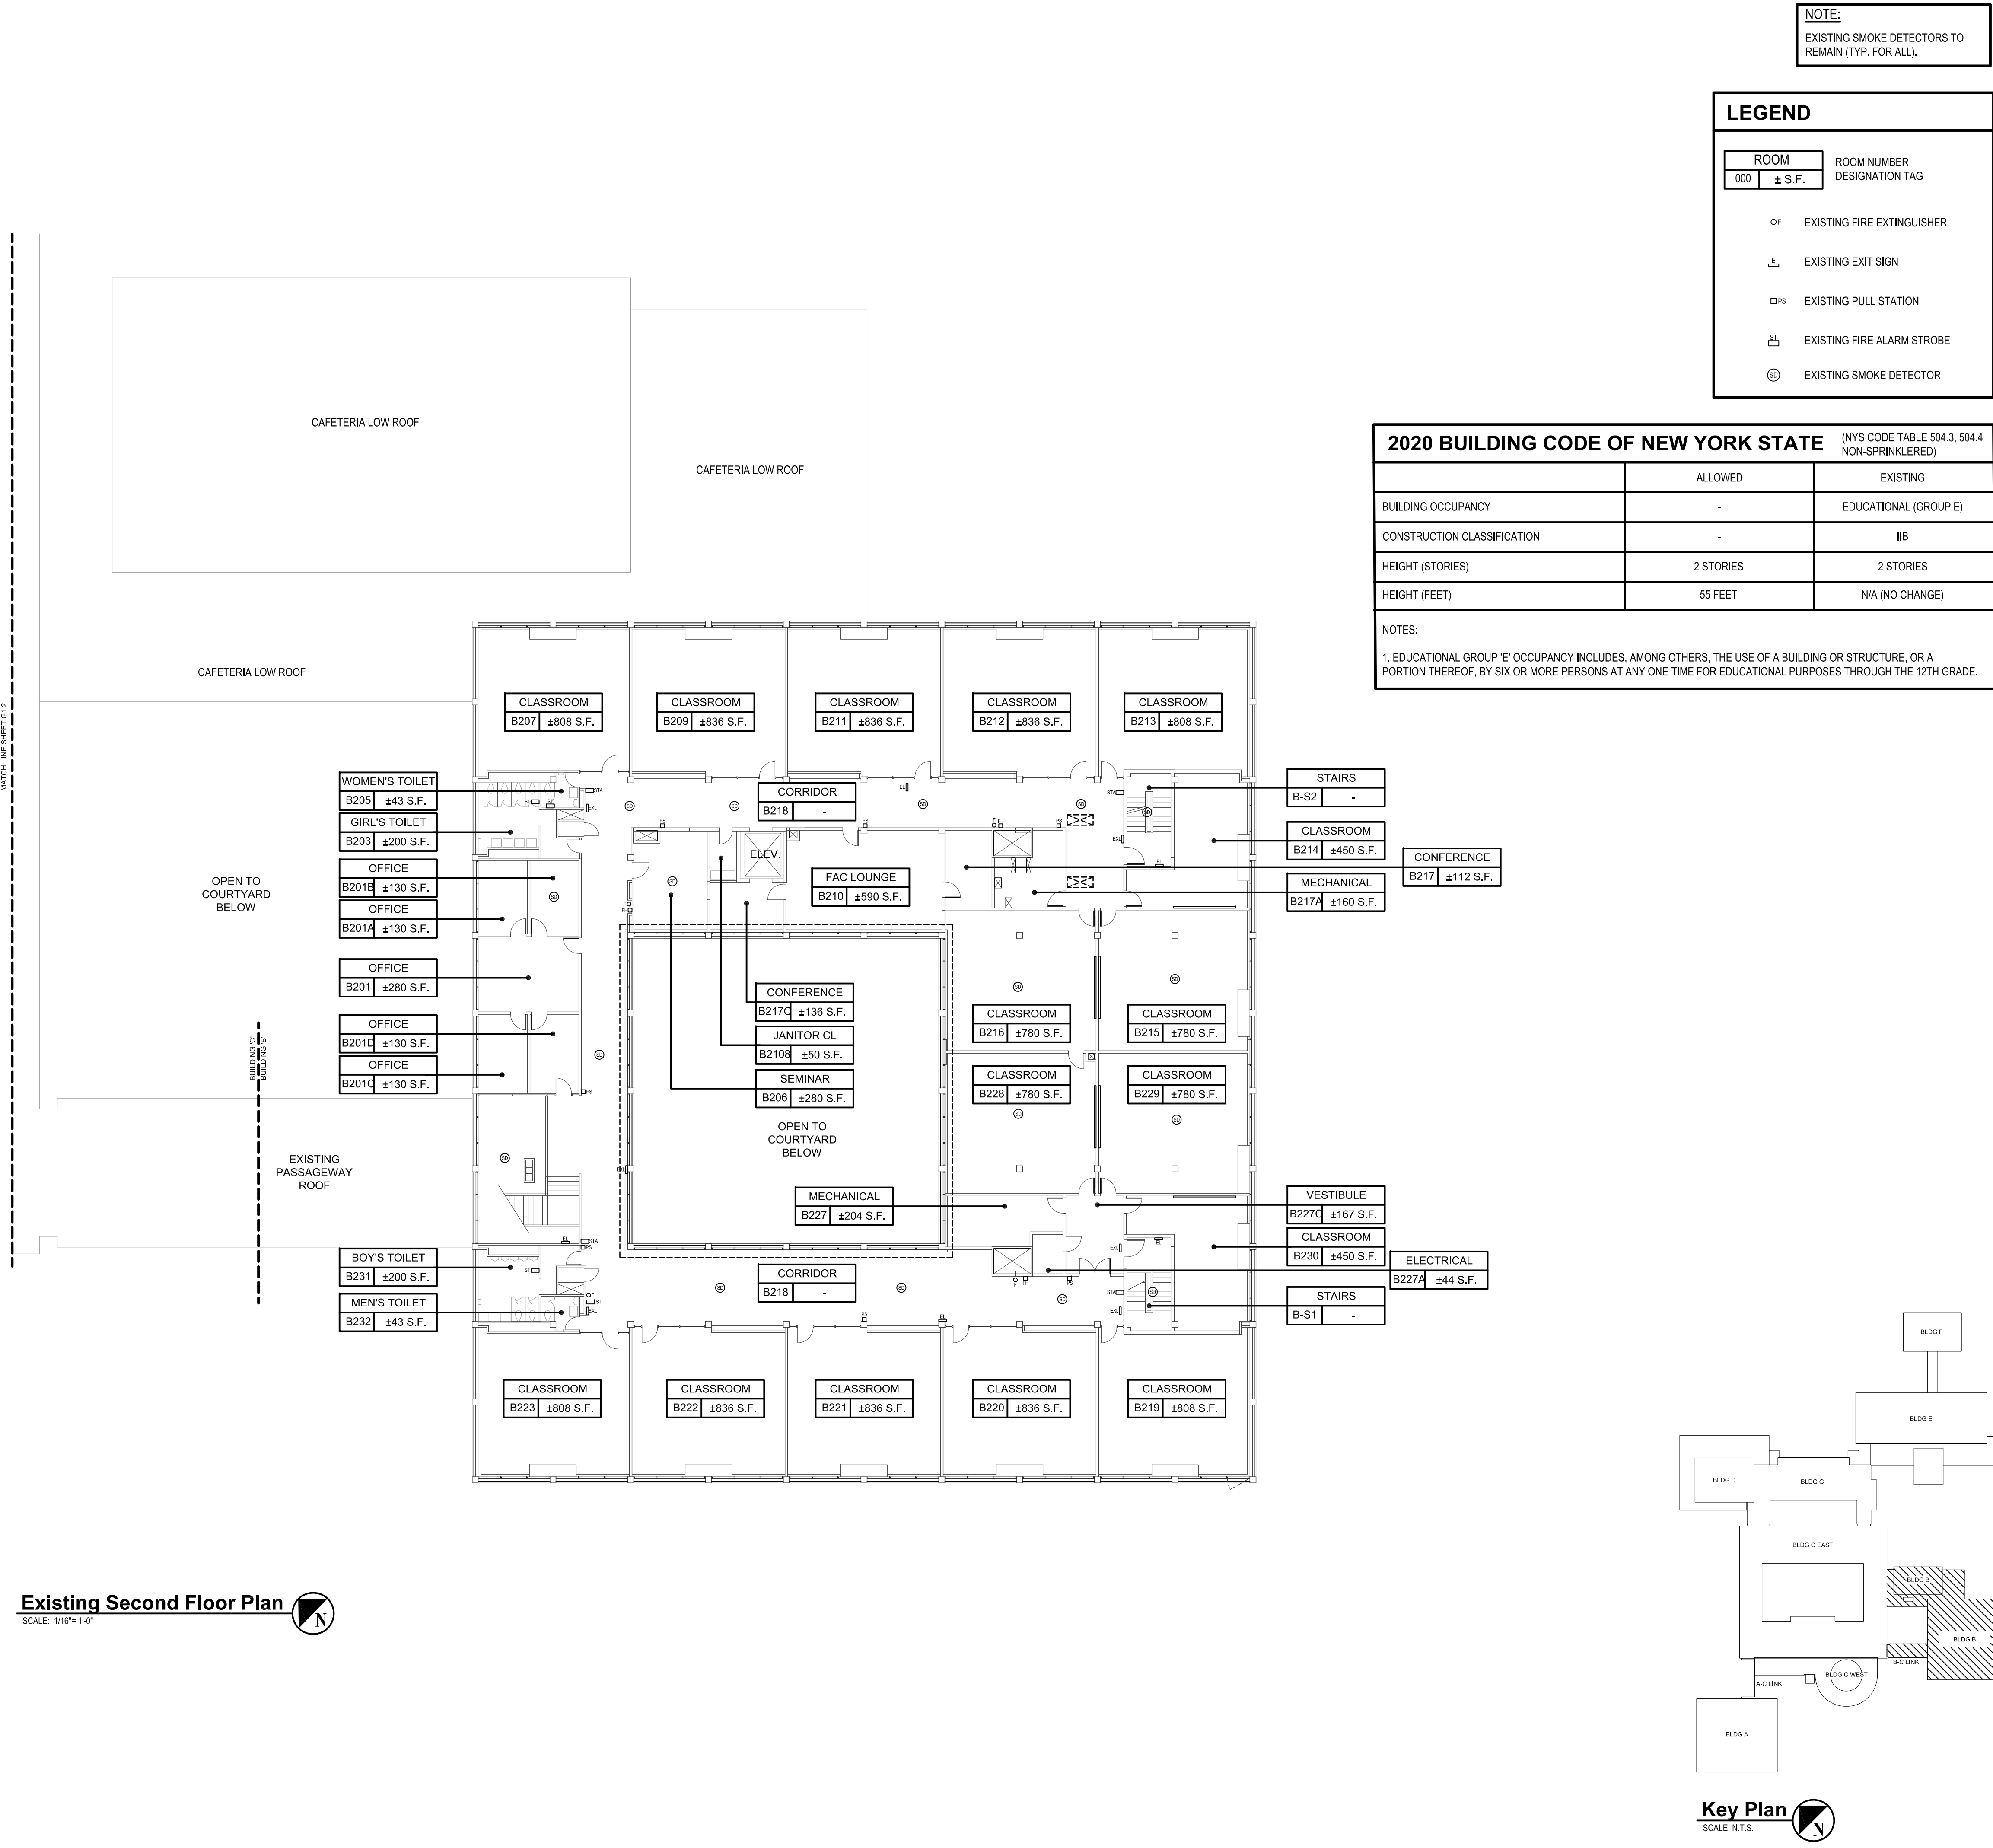 NOTE:
EXISTING SMOKE DETECTORS TO
REMAIN (TYP. FOR ALL).
LEGEND
ROOM
000 ± S.F.
ROOM NUMBER
DESIGNATION TAG
F EXISTING FIRE EXTINGUISHER
E EXISTING EXIT SIGN
PS EXISTING PULL STATION
ST EXISTING FIRE ALARM STROBE
SD EXISTING SMOKE DETECTOR
2020 BUILDING CODE OF NEW YORK STATE (NYS CODE TABLE 504.3, 504.4
NON-SPRINKLERED)
ALLOWED EXISTING
BUILDING OCCUPANCY - EDUCATIONAL (GROUP E)
CONSTRUCTION CLASSIFICATION - IIB
HEIGHT (STORIES) 2 STORIES 2 STORIES
HEIGHT (FEET) 55 FEET N/A (NO CHANGE)
NOTES:
1. EDUCATIONAL GROUP 'E' OCCUPANCY INCLUDES, AMONG OTHERS, THE USE OF A BUILDING OR STRUCTURE, OR A
PORTION THEREOF, BY SIX OR MORE PERSONS AT ANY ONE TIME FOR EDUCATIONAL PURPOSES THROUGH THE 12TH GRADE.
MATCH LINE SHEET G1.2
CAFETERIA LOW ROOF
CAFETERIA LOW ROOF
CAFETERIA LOW ROOF
OPEN TO
COURTYARD
BELOW
BUILDING 'C'
BUILDING 'B'
EXISTING
PASSAGEWAY
ROOF
CLASSROOM
B207 ±808 S.F.
CLASSROOM
B209 ±836 S.F.
CLASSROOM
B211 ±836 S.F.
CLASSROOM
B212 ±836 S.F.
CLASSROOM
B213 ±808 S.F.
WOMEN'S TOILET
B205 ±43 S.F.
GIRL'S TOILET
B203 ±200 S.F.
OFFICE
B201B ±130 S.F.
OFFICE
B201A ±130 S.F.
OFFICE
B201 ±280 S.F.
OFFICE
B201D ±130 S.F.
OFFICE
B201C ±130 S.F.
BOY'S TOILET
B231 ±200 S.F.
MEN'S TOILET
B232 ±43 S.F.
CORRIDOR
B218 -
ELEV.
FAC LOUNGE
B210 ±590 S.F.
STAIRS
B-S2 -
CLASSROOM
B214 ±450 S.F.
CONFERENCE
B217 ±112 S.F.
MECHANICAL
B217A ±160 S.F.
CONFERENCE
B217C ±136 S.F.
JANITOR CL
B2108 ±50 S.F.
SEMINAR
B206 ±280 S.F.
OPEN TO
COURTYARD
BELOW
CLASSROOM
B216 ±780 S.F.
CLASSROOM
B215 ±780 S.F.
CLASSROOM
B228 ±780 S.F.
CLASSROOM
B229 ±780 S.F.
MECHANICAL
B227 ±204 S.F.
VESTIBULE
B227C ±167 S.F.
CLASSROOM
B230 ±450 S.F.
ELECTRICAL
B227A ±44 S.F.
STAIRS
B-S1 -
CORRIDOR
B218 -
CLASSROOM
B223 ±808 S.F.
CLASSROOM
B222 ±836 S.F.
CLASSROOM
B221 ±836 S.F.
CLASSROOM
B220 ±836 S.F.
CLASSROOM
B219 ±808 S.F.
Existing Second Floor Plan
SCALE: 1/16"= 1'-0"
N
BLDG F
BLDG E
BLDG D
BLDG G
BLDG C EAST
BLDG B
BLDG B
B-C LINK
BLDG C WEST
A-C LINK
BLDG A
Key Plan
SCALE: N.T.S.
N